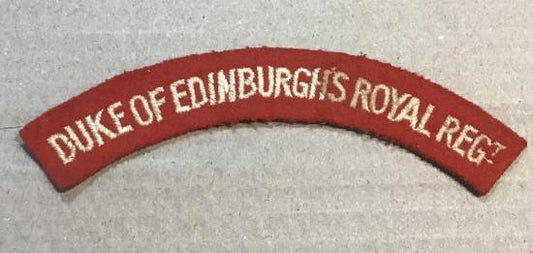 DUKE OF EDINBURGH'S ROYAL REGT